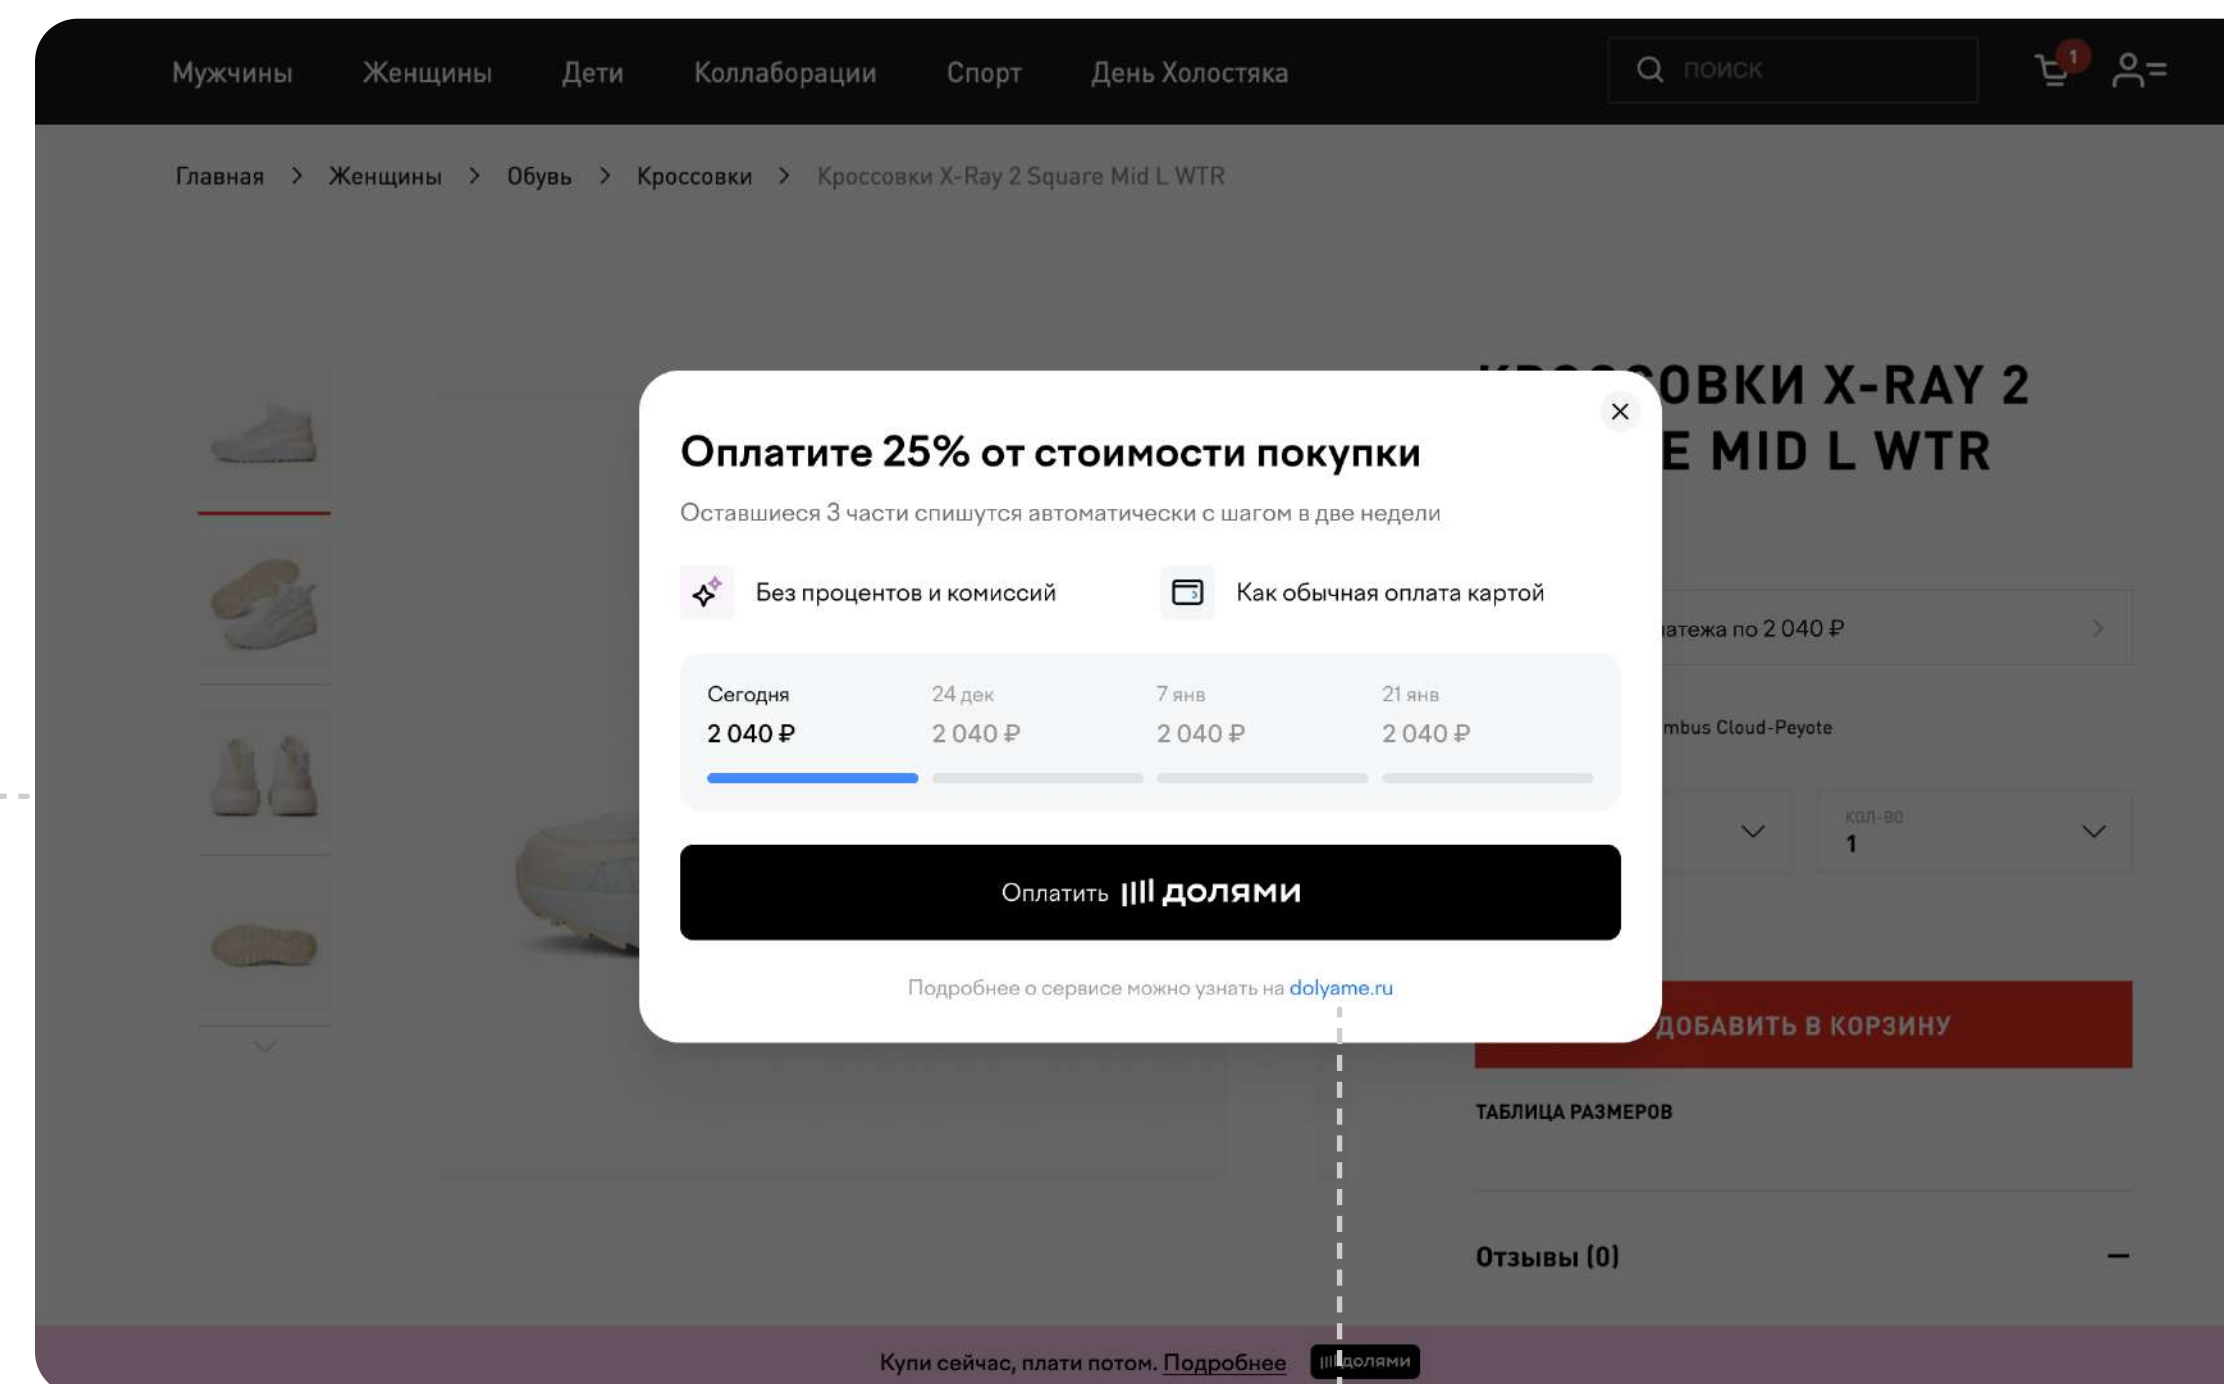 Мужчины Женщины Дети Коллаборации Спорт День Холостяка ПОИСК 1
Главная > Женщины > Обувь > Кроссовки > Кроссовки X-Ray 2 Square Mid L WTR
ОВКИ X-RAY 2
E MID L WTR
Оплатите 25% от стоимости покупки
Оставшиеся 3 части спишутся автоматически с шагом в две недели
Без процентов и комиссий Как обычная оплата картой
атежа по 2 040 ₽
Сегодня 24 дек 7 янв 21 янв
2 040 ₽ 2 040 ₽ 2 040 ₽ 2 040 ₽
mbus Cloud-Peyote
КОЛ-ВО
1
Оплатить долями
Подробнее о сервисе можно узнать на dolyame.ru
ДОБАВИТЬ В КОРЗИНУ
ТАБЛИЦА РАЗМЕРОВ
Отзывы (0)
Купи сейчас, плати потом. Подробнее долями